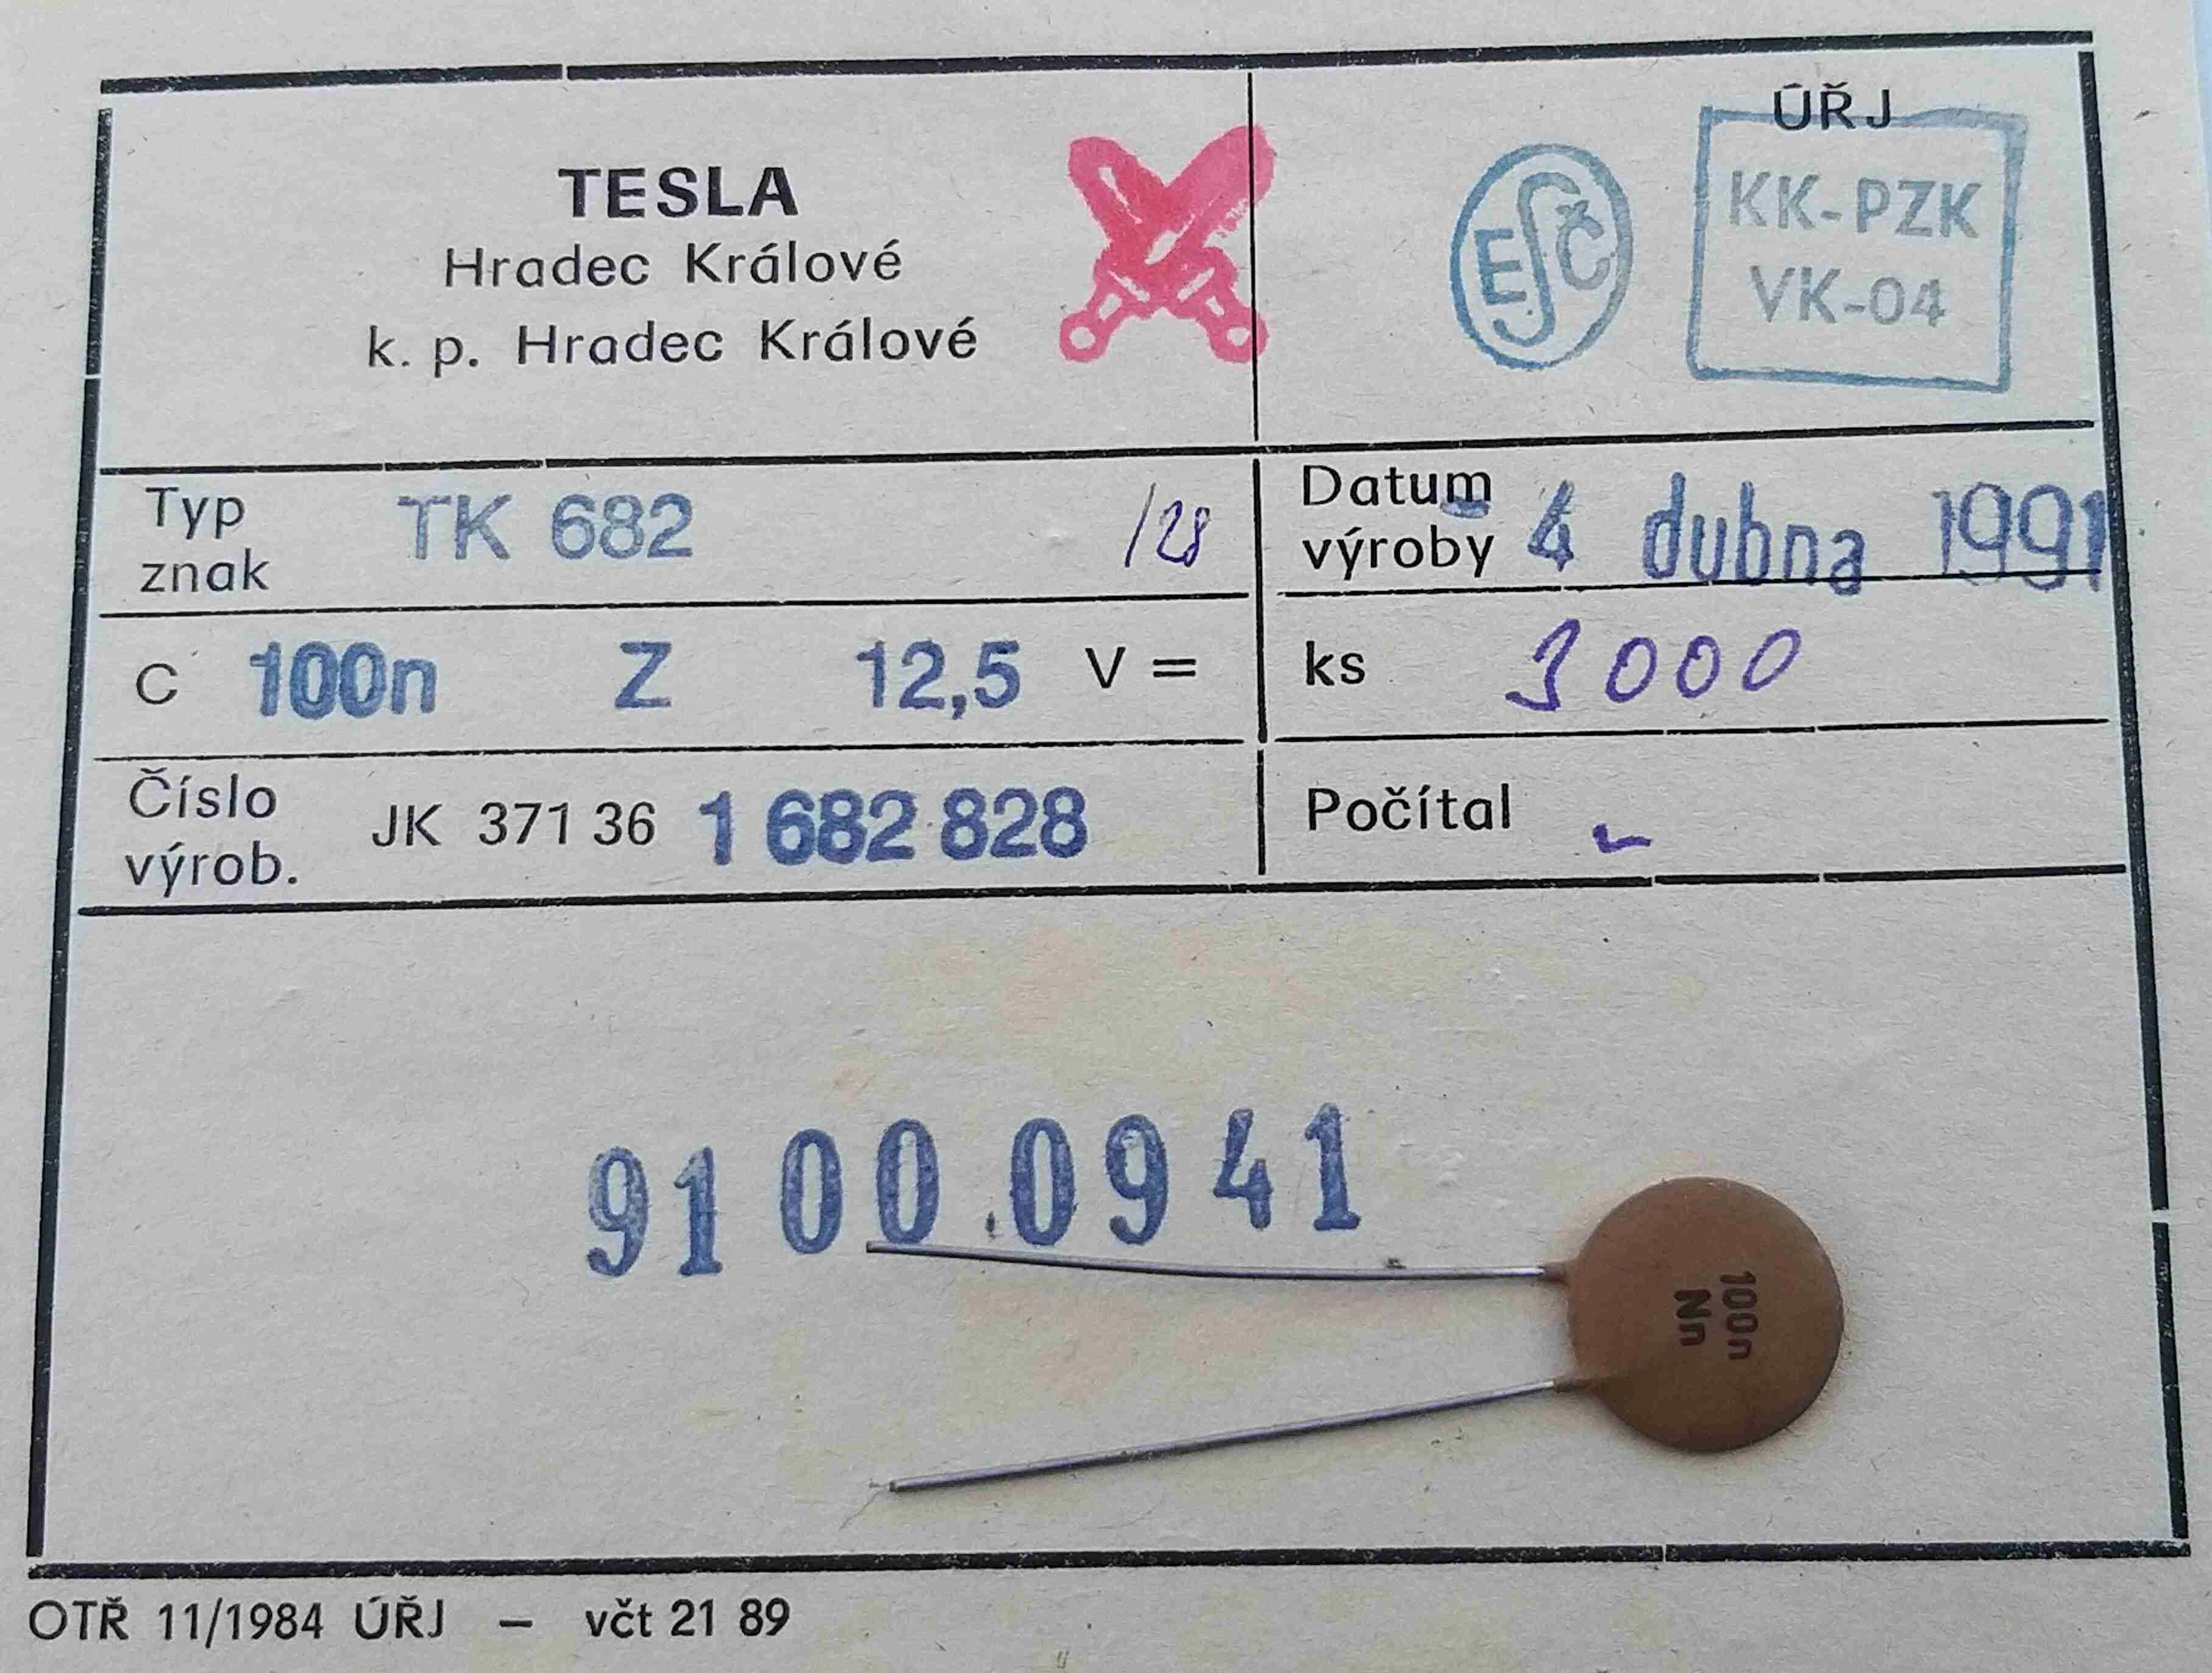 TESLA
Hradec Králové
k. p. Hradec Králové
ESČ
ÚŘJ
KK-PZK
VK-04
Typ
znak
TK 682 /28
Datum
výroby
4 dubna 1991
C 100n Z 12,5 V =
ks 3000
Číslo
výrob.
JK 371 36 1 682 828
Počítal
91 00.0941
100n
Nn
OTŘ 11/1984 ÚŘJ — včt 21 89